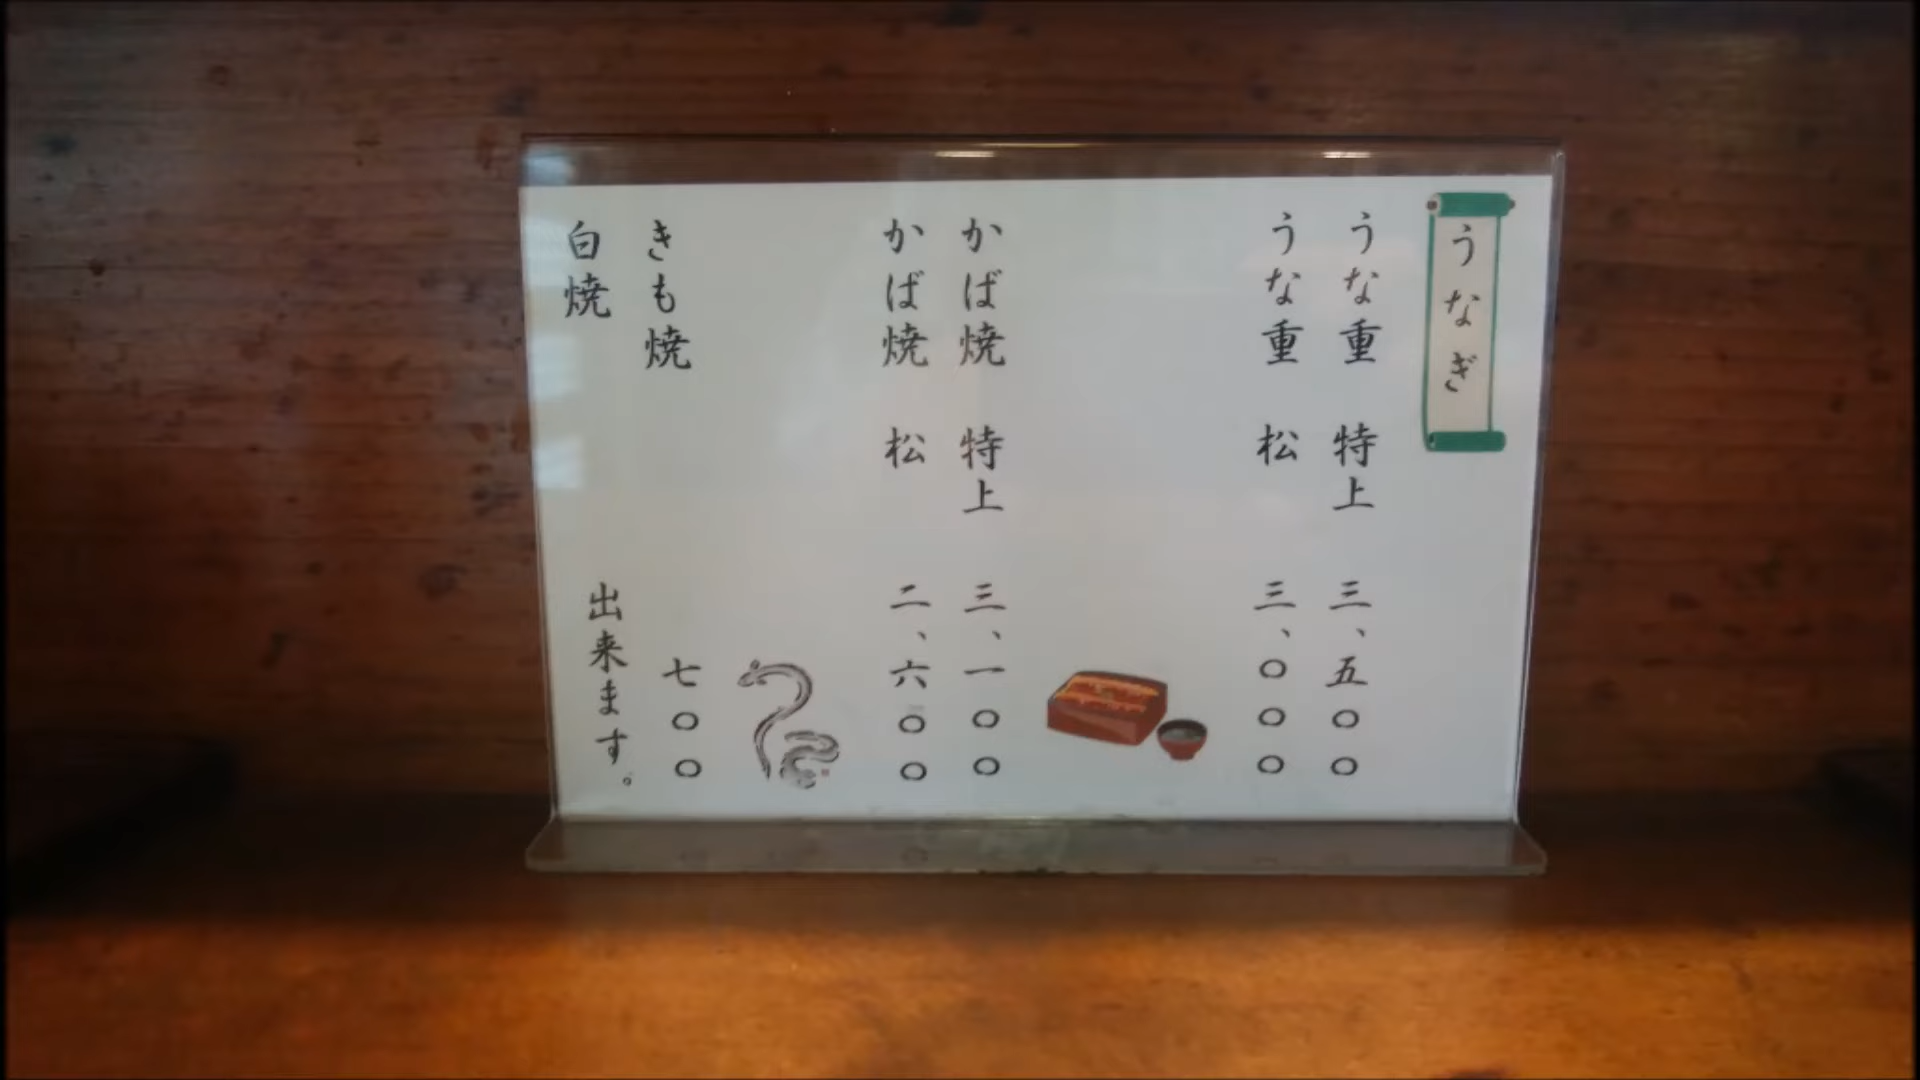 うなぎ
うな重 特上 三、五〇〇
うな重 松 三、〇〇〇
かば焼 特上 三、一〇〇
かば焼 松 二、六〇〇
きも焼 七〇〇
白焼 出来ます。